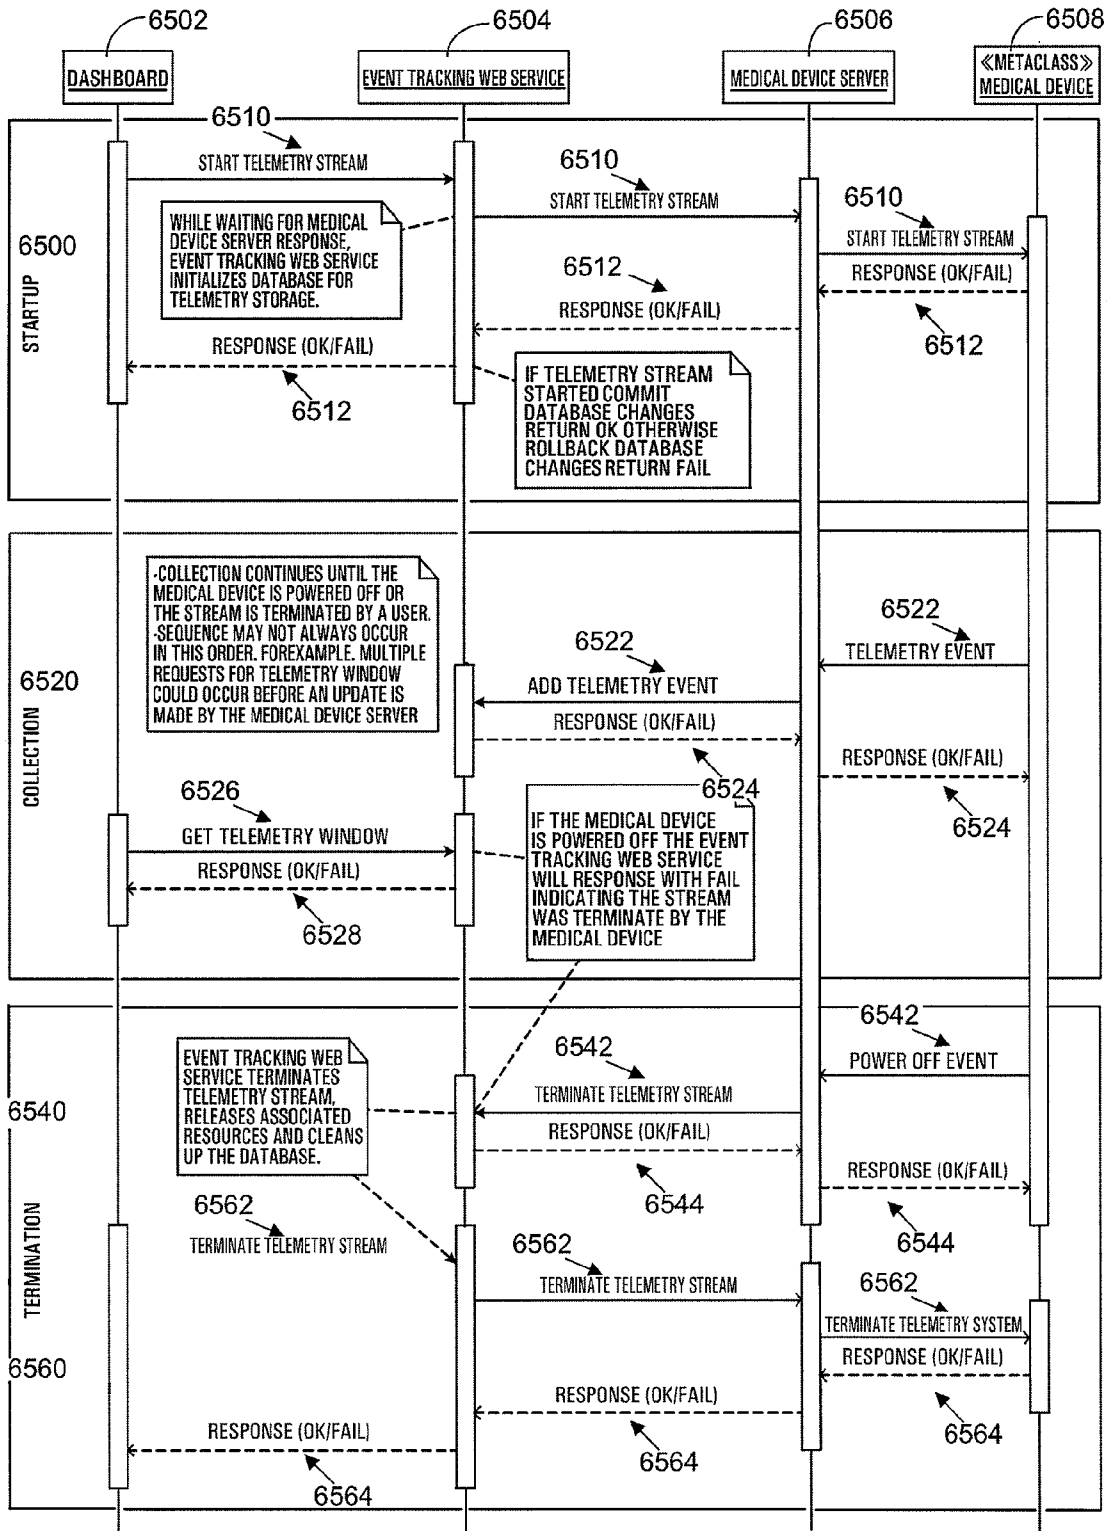 6502
6504
6506
6508
DASHBOARD
EVENT TRACKING WEB SERVICE
MEDICAL DEVICE SERVER
《METACLASS》
MEDICAL DEVICE
6500
STARTUP
6510
START TELEMETRY STREAM
6510
START TELEMETRY STREAM
6510
START TELEMETRY STREAM
WHILE WAITING FOR MEDICAL
DEVICE SERVER RESPONSE,
EVENT TRACKING WEB SERVICE
INITIALIZES DATABASE FOR
TELEMETRY STORAGE.
RESPONSE (OK/FAIL)
6512
6512
RESPONSE (OK/FAIL)
RESPONSE (OK/FAIL)
6512
IF TELEMETRY STREAM
STARTED COMMIT
DATABASE CHANGES
RETURN OK OTHERWISE
ROLLBACK DATABASE
CHANGES RETURN FAIL
6520
COLLECTION
-COLLECTION CONTINUES UNTIL THE
MEDICAL DEVICE IS POWERED OFF OR
THE STREAM IS TERMINATED BY A USER.
-SEQUENCE MAY NOT ALWAYS OCCUR
IN THIS ORDER. FOREXAMPLE. MULTIPLE
REQUESTS FOR TELEMETRY WINDOW
COULD OCCUR BEFORE AN UPDATE IS
MADE BY THE MEDICAL DEVICE SERVER
6522
TELEMETRY EVENT
6522
ADD TELEMETRY EVENT
RESPONSE (OK/FAIL)
6524
RESPONSE (OK/FAIL)
6524
6526
GET TELEMETRY WINDOW
RESPONSE (OK/FAIL)
6528
IF THE MEDICAL DEVICE
IS POWERED OFF THE EVENT
TRACKING WEB SERVICE
WILL RESPONSE WITH FAIL
INDICATING THE STREAM
WAS TERMINATE BY THE
MEDICAL DEVICE
6540
TERMINATION
6560
6542
POWER OFF EVENT
6542
TERMINATE TELEMETRY STREAM
EVENT TRACKING WEB
SERVICE TERMINATES
TELEMETRY STREAM,
RELEASES ASSOCIATED
RESOURCES AND CLEANS
UP THE DATABASE.
RESPONSE (OK/FAIL)
6544
RESPONSE (OK/FAIL)
6544
6562
TERMINATE TELEMETRY STREAM
6562
TERMINATE TELEMETRY STREAM
6562
TERMINATE TELEMETRY SYSTEM
RESPONSE (OK/FAIL)
6564
RESPONSE (OK/FAIL)
6564
RESPONSE (OK/FAIL)
6564